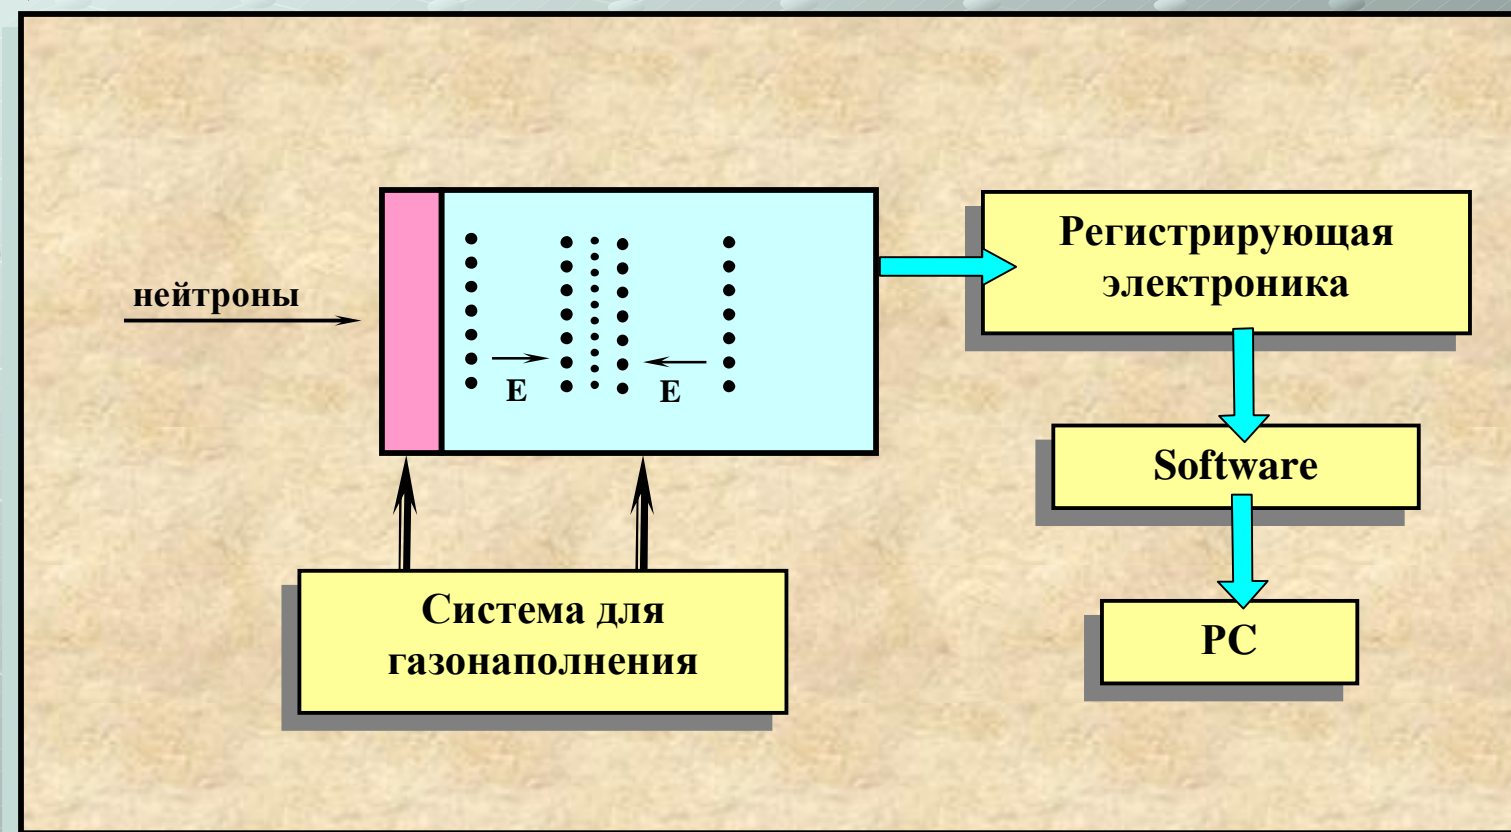 нейтроны
E
E
Регистрирующая
электроника
Software
PC
Система для
газонаполнения